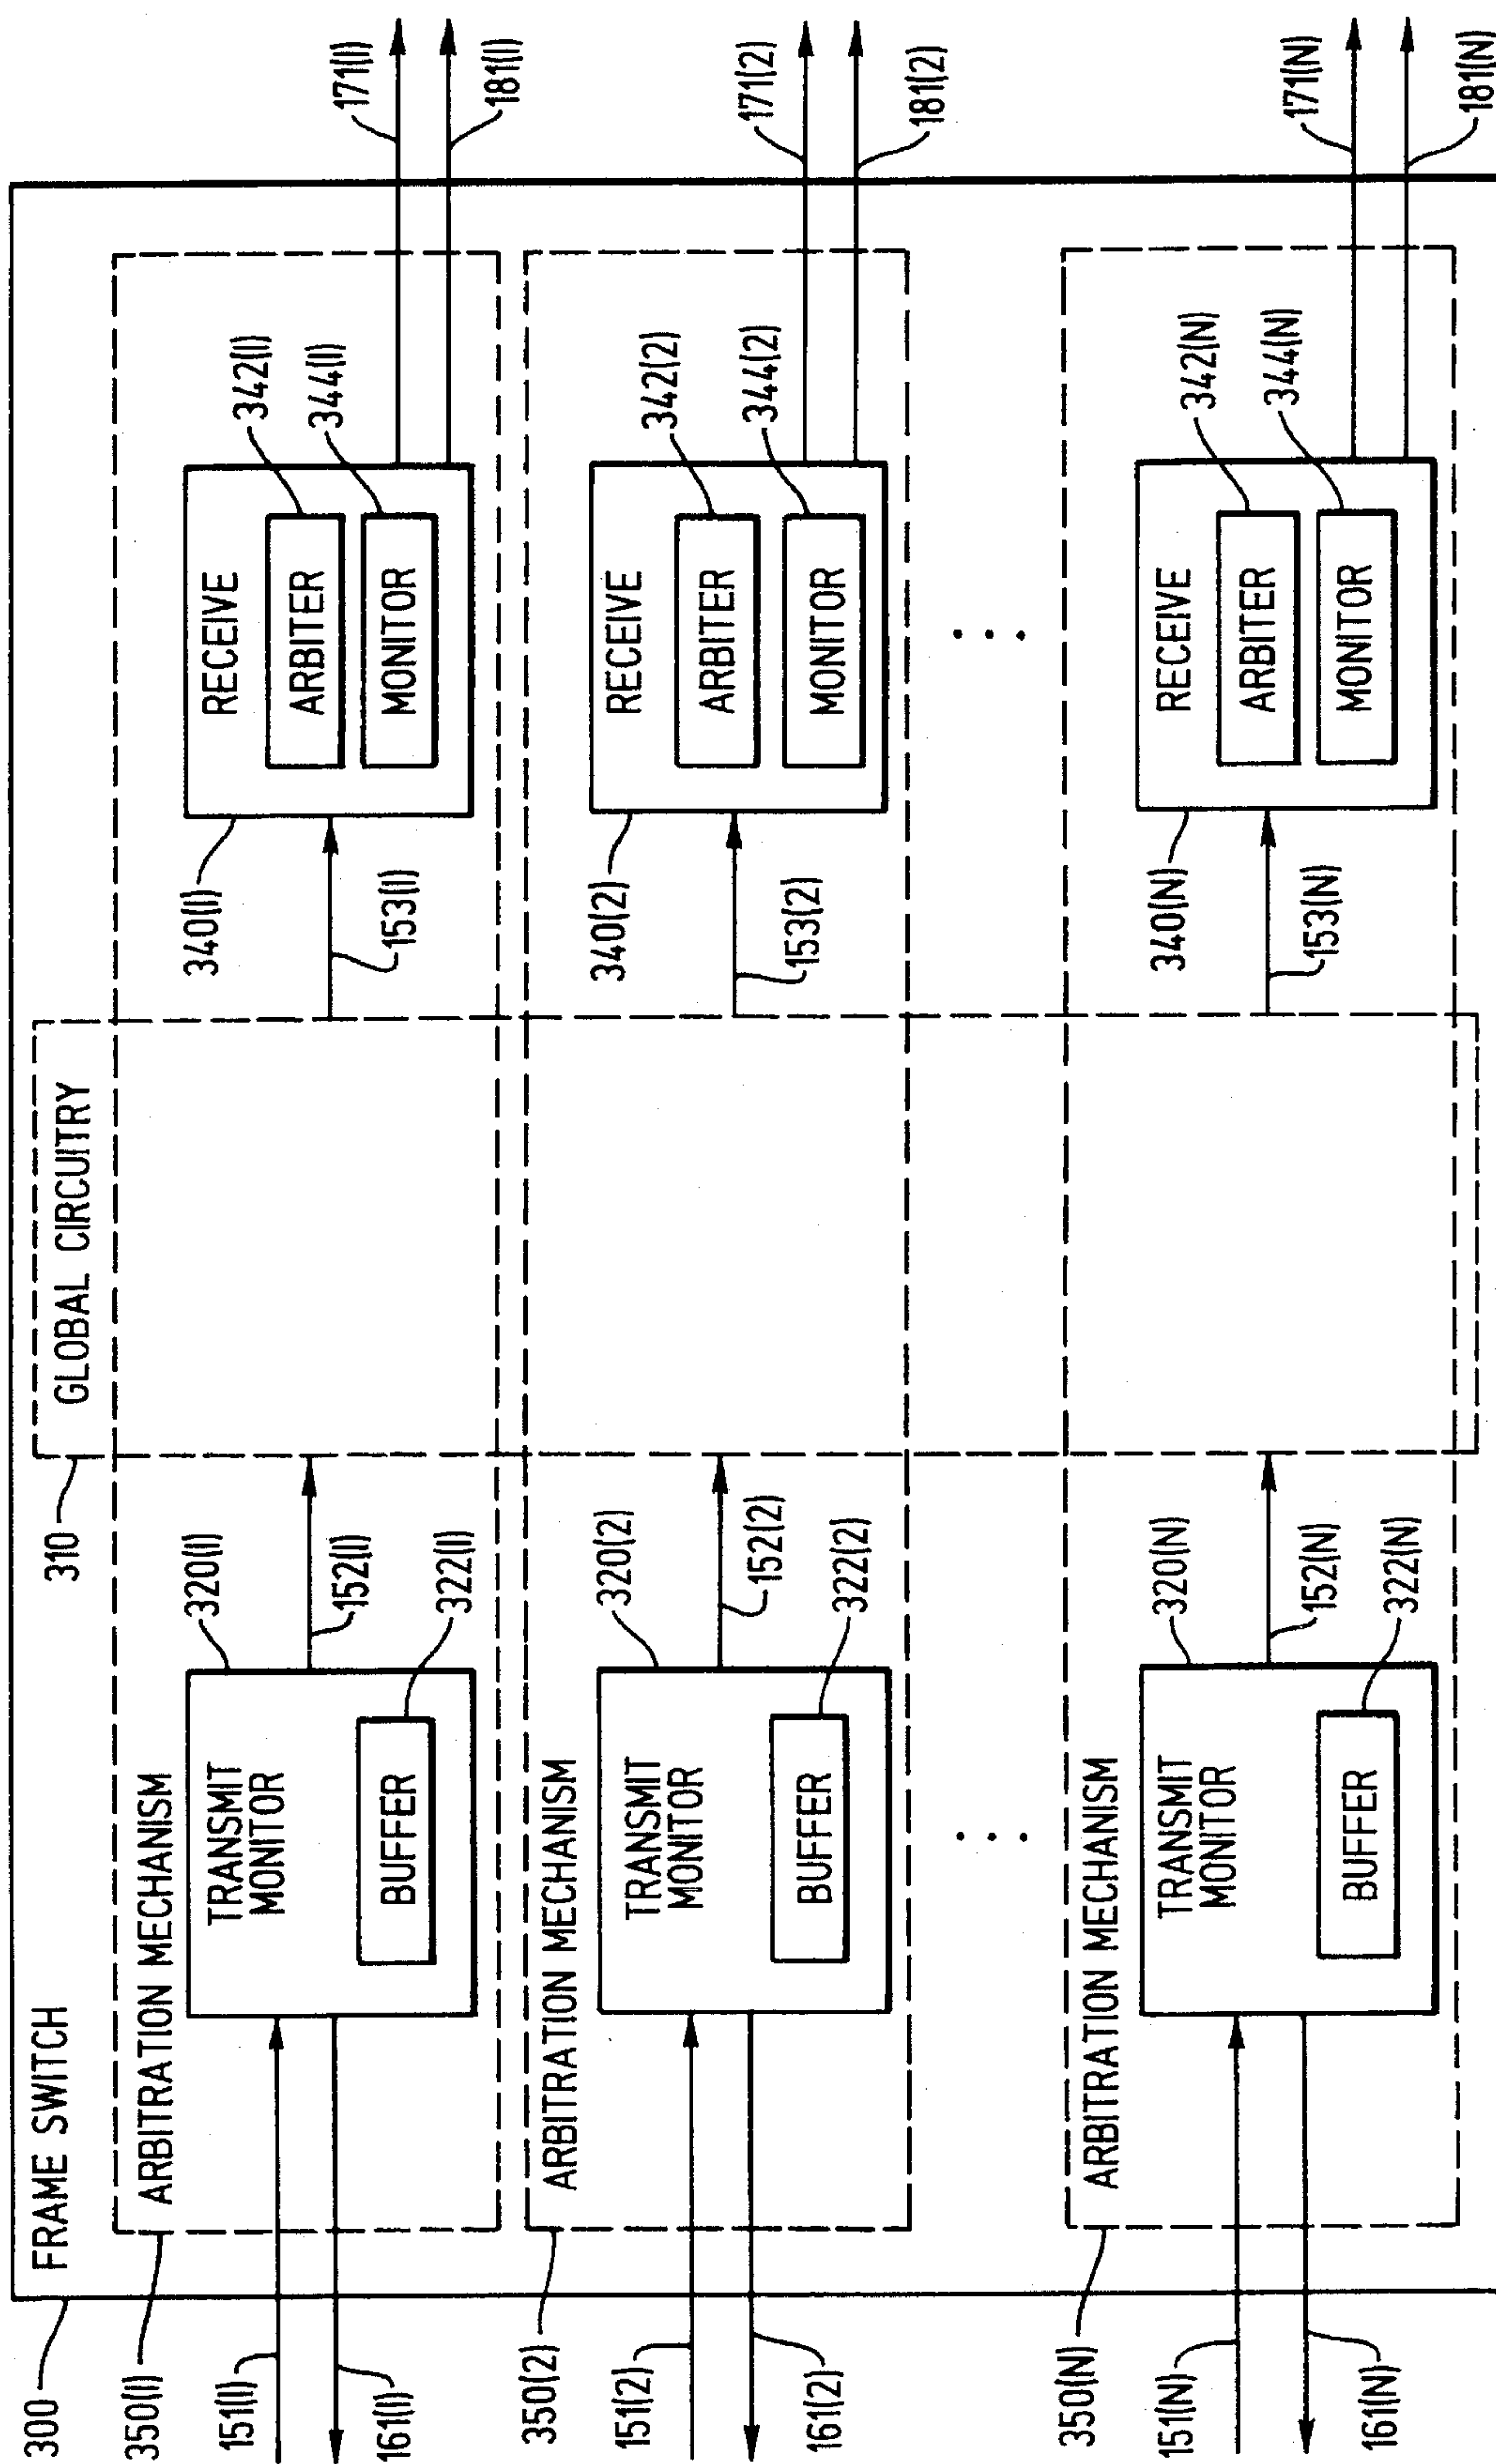 300
FRAME SWITCH
310
GLOBAL CIRCUITRY
350(1)
ARBITRATION MECHANISM
151(1)
161(1)
TRANSMIT
MONITOR
BUFFER
320(1)
152(1)
322(1)
340(1)
153(1)
RECEIVE
ARBITER
MONITOR
342(1)
344(1)
171(1)
181(1)
350(2)
ARBITRATION MECHANISM
151(2)
161(2)
TRANSMIT
MONITOR
BUFFER
320(2)
152(2)
322(2)
340(2)
153(2)
RECEIVE
ARBITER
MONITOR
342(2)
344(2)
171(2)
181(2)
• • •
• • •
350(N)
ARBITRATION MECHANISM
151(N)
161(N)
TRANSMIT
MONITOR
BUFFER
320(N)
152(N)
322(N)
340(N)
153(N)
RECEIVE
ARBITER
MONITOR
342(N)
344(N)
171(N)
181(N)